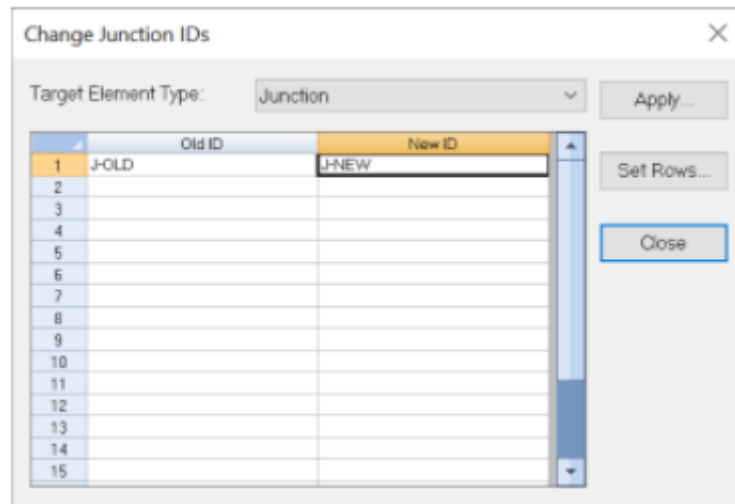 Change Junction IDs
Target Element Type: Junction Apply...
Old ID New ID
1 J-OLD J-NEW
Set Rows...
2
3
4
Close
5
6
7
8
9
10
11
12
13
14
15